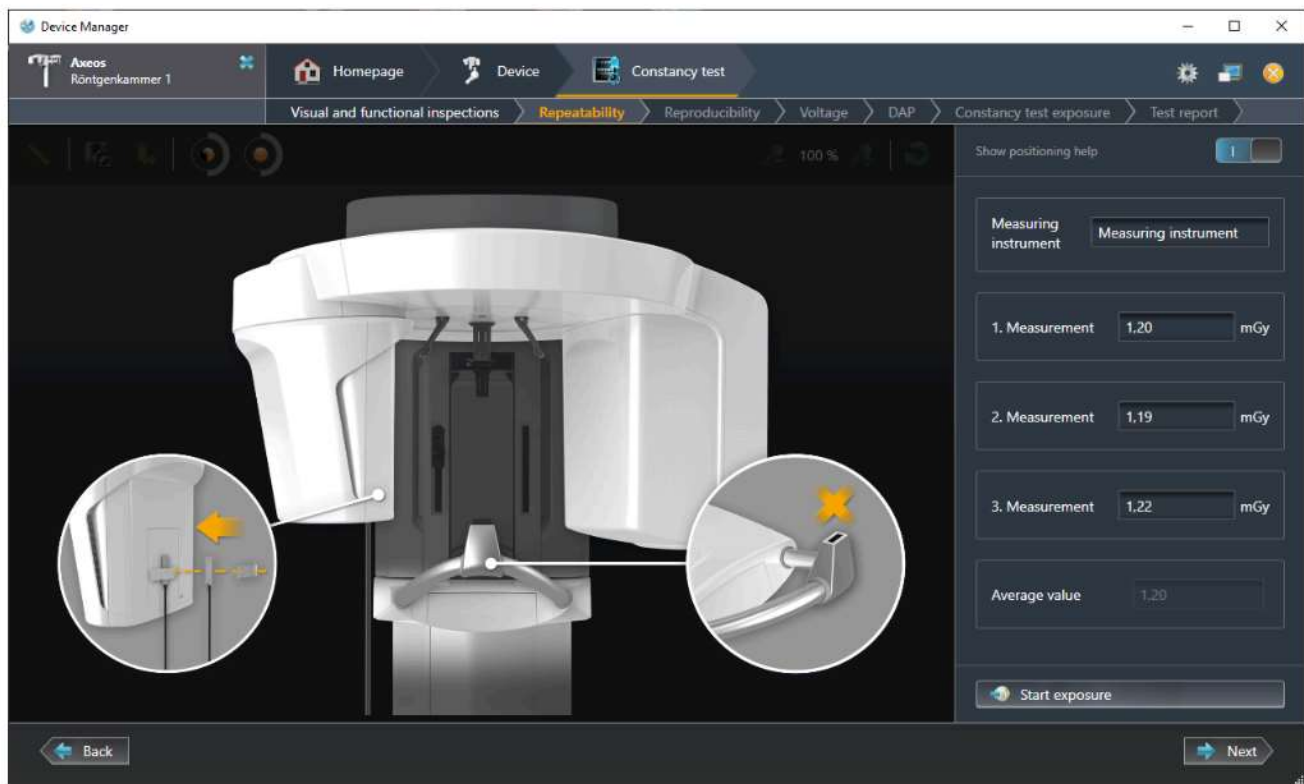 Device Manager
Axeos
Röntgenkammer 1
Homepage
Device
Constancy test
Visual and functional inspections
Repeatability
Reproducibility
Voltage
DAP
Constancy test exposure
Test report
100 %
Show positioning help
I
Measuring
instrument
Measuring instrument
1. Measurement 1,20 mGy
2. Measurement 1,19 mGy
3. Measurement 1,22 mGy
Average value 1,20
Start exposure
Back
Next